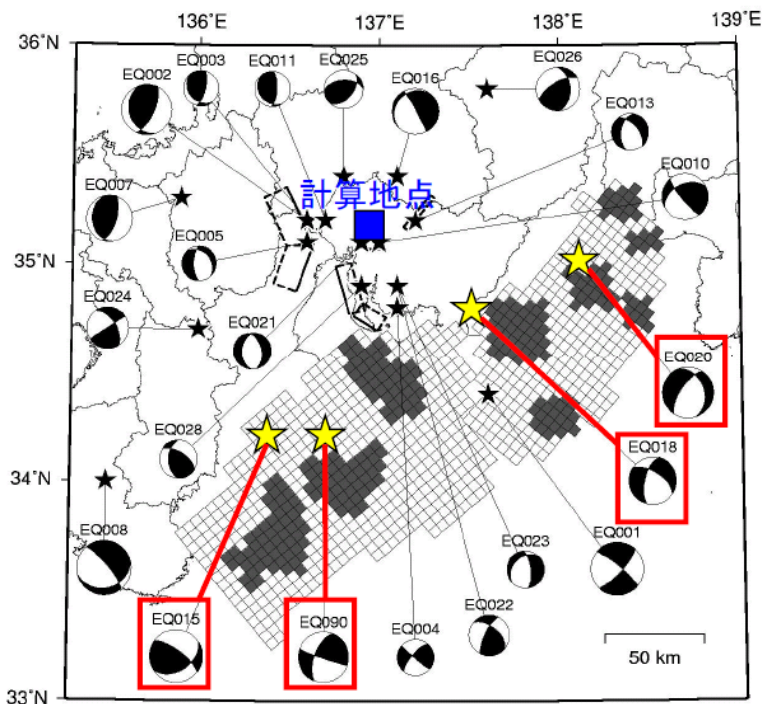 136˚E
137˚E
138˚E
139˚E
36˚N
EQ003
EQ011
EQ025
EQ026
EQ002
EQ016
EQ013
EQ010
EQ007
計算地点
EQ005
35˚N
EQ024
EQ021
EQ020
EQ028
EQ018
34˚N
EQ008
EQ023
EQ001
EQ022
EQ015
EQ090
EQ004
50 km
33˚N